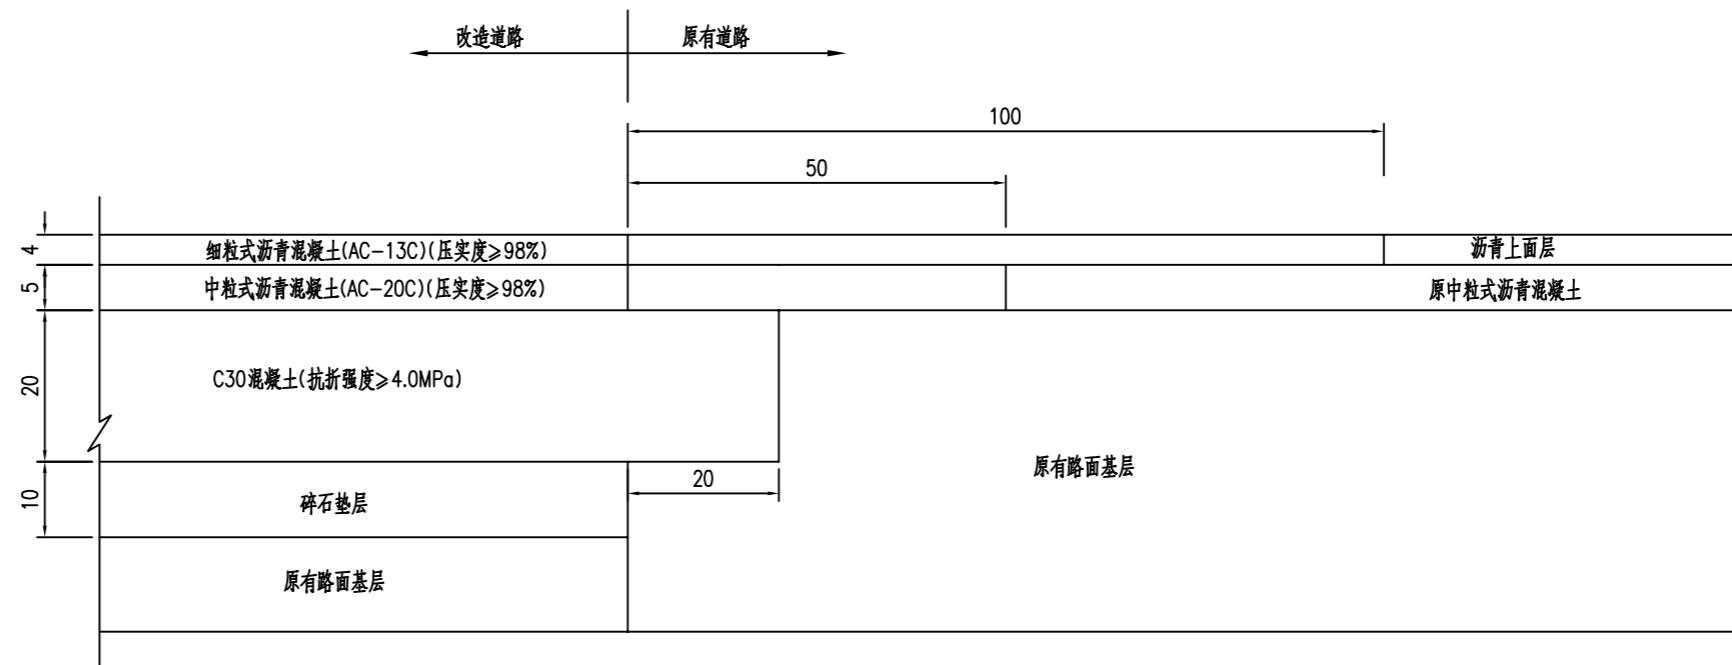 改造道路
原有道路
100
50
4
细粒式沥青混凝土(AC-13C)(压实度≥98%)
沥青上面层
5
中粒式沥青混凝土(AC-20C)(压实度≥98%)
原中粒式沥青混凝土
20
C30混凝土(抗折强度≥4.0MPa)
原有路面基层
20
10
碎石垫层
原有路面基层